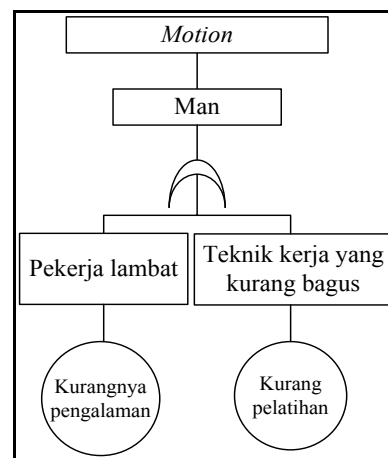 Motion
Man
Pekerja lambat
Teknik kerja yang
kurang bagus
Kurangnya
pengalaman
Kurang
pelatihan